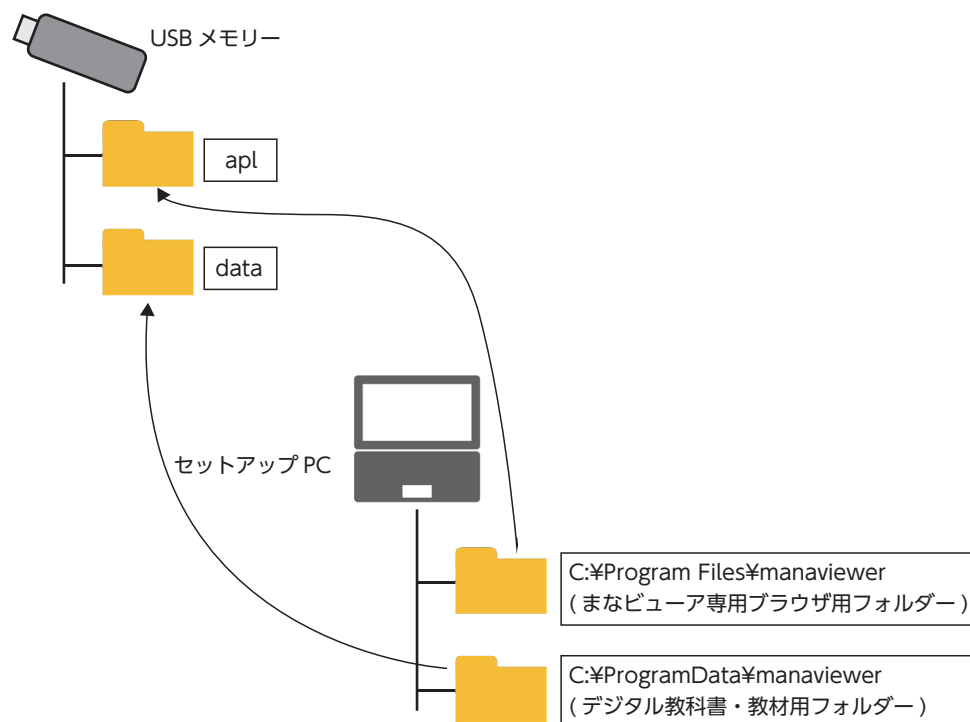 USB メモリー
apl
data
セットアップ PC
C:¥Program Files¥manaviewer
( まなビューア専用ブラウザ用フォルダー )
C:¥ProgramData¥manaviewer
( デジタル教科書・教材用フォルダー )